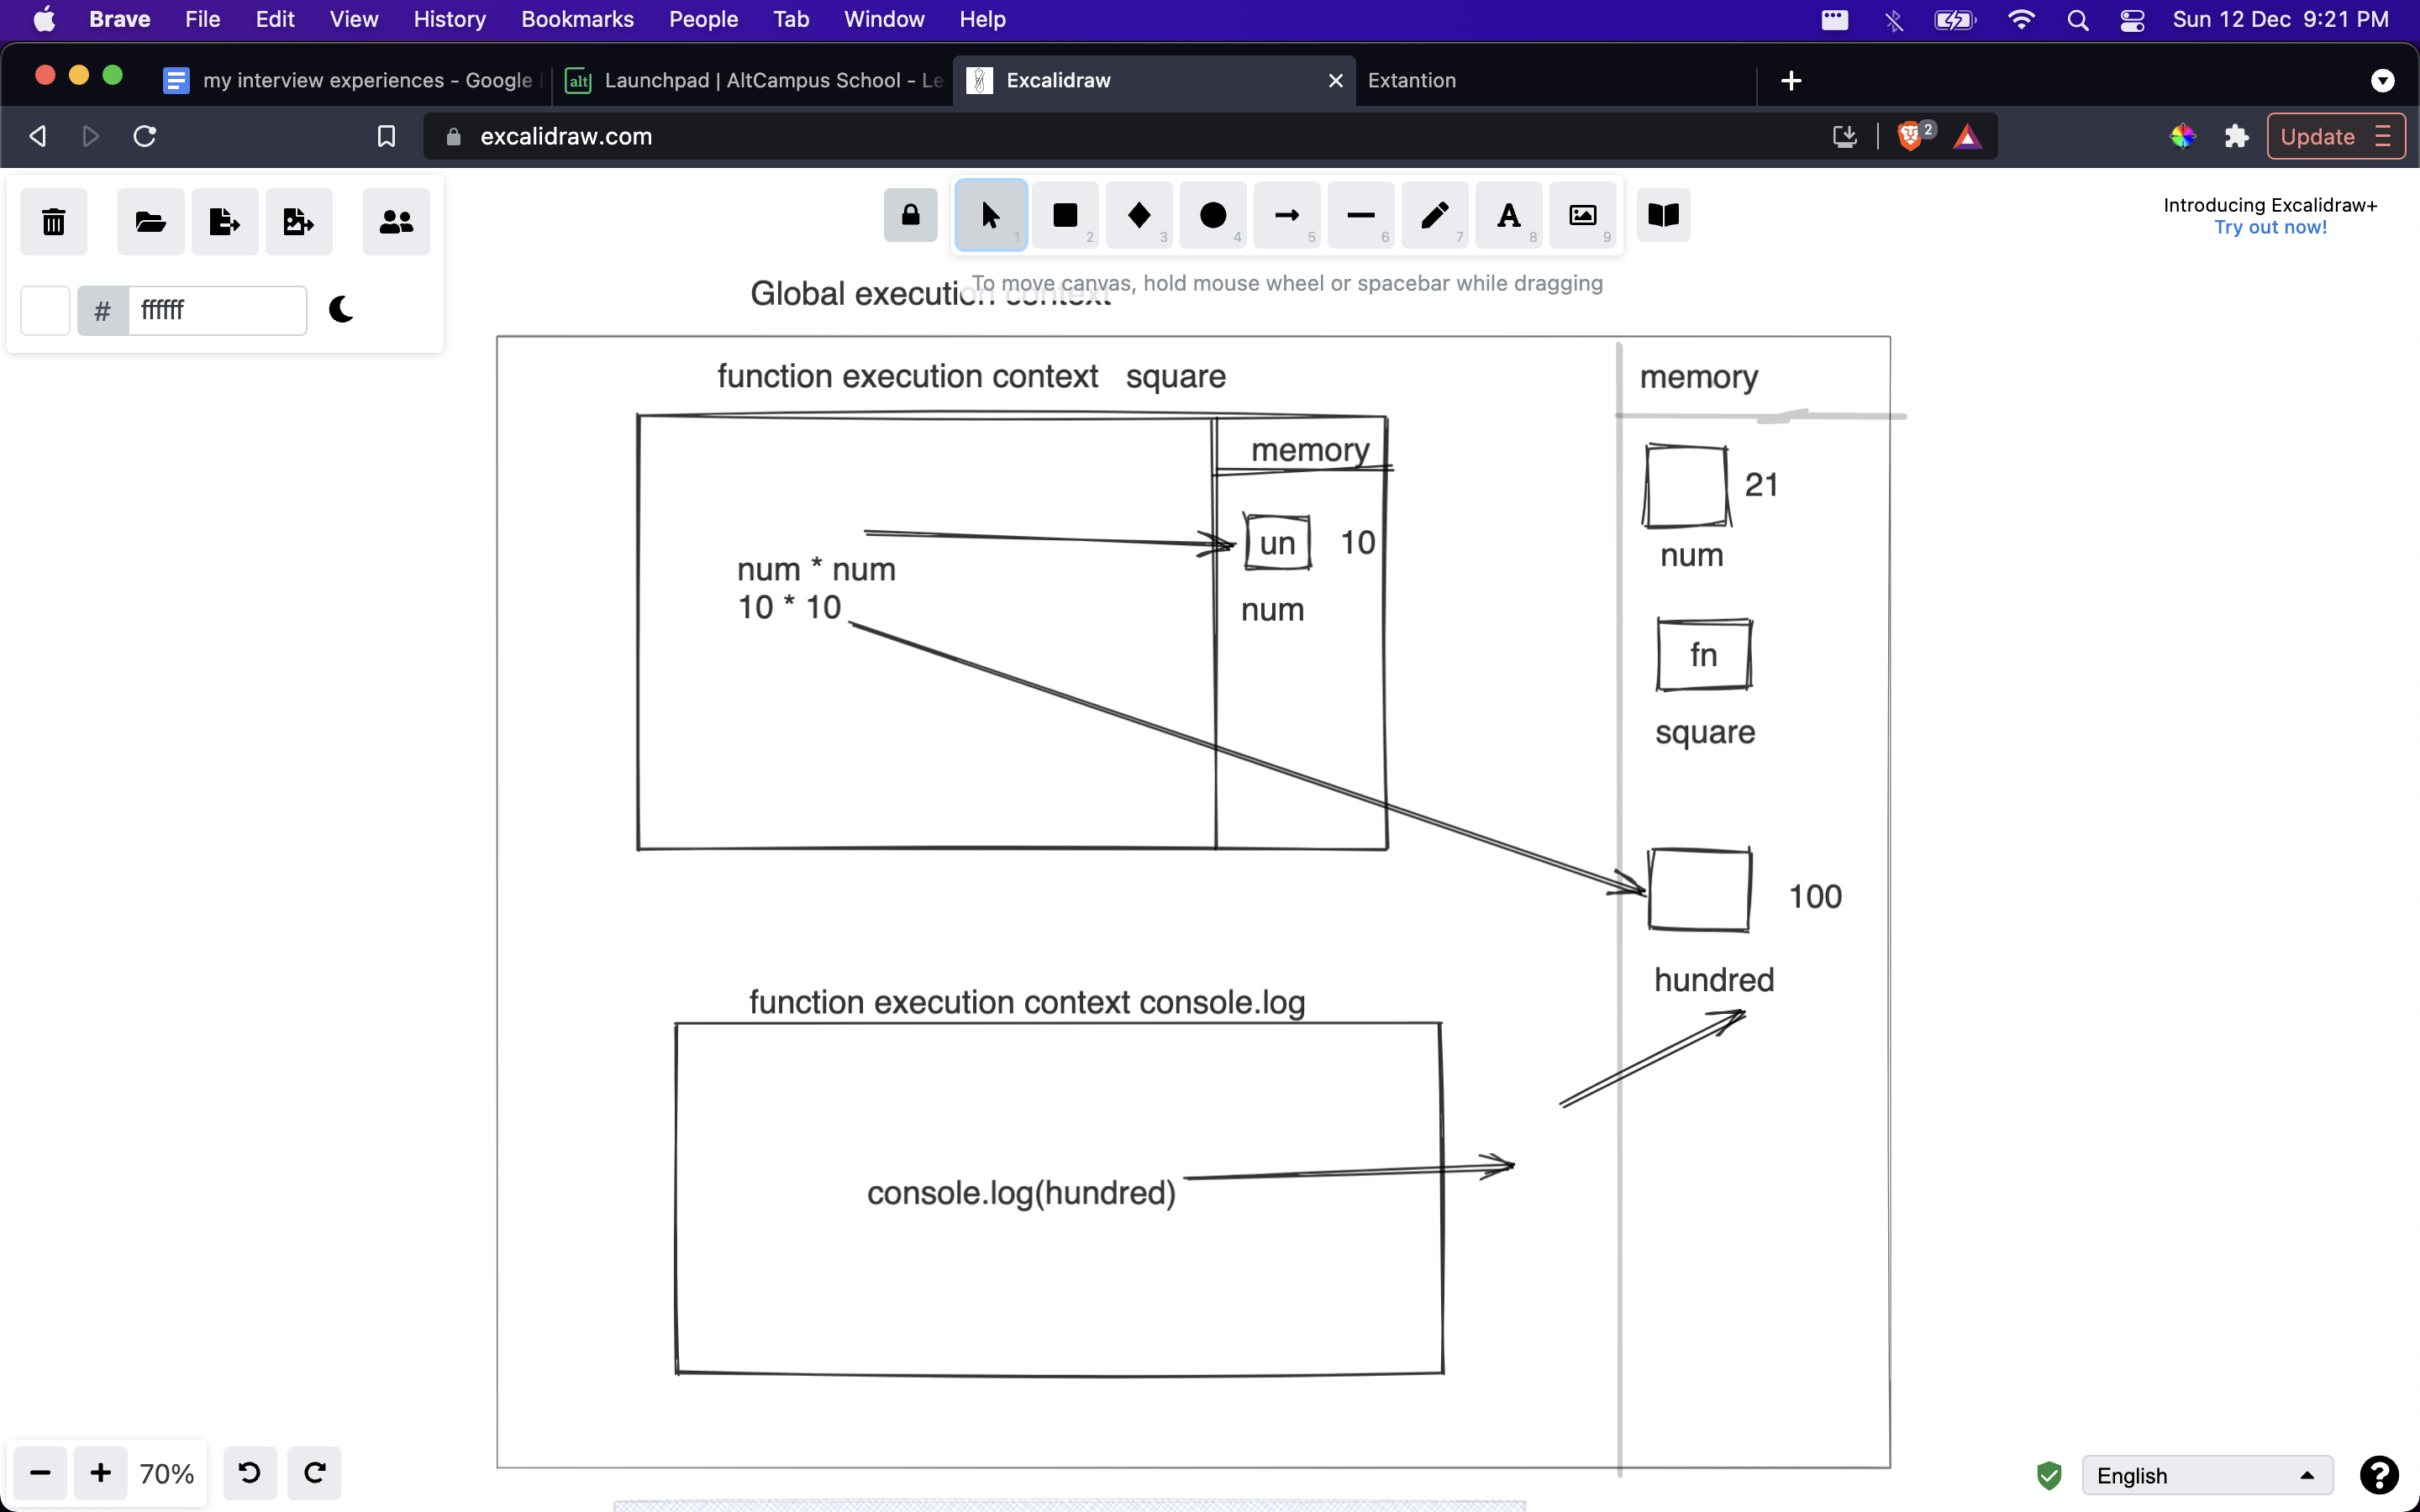 Brave File Edit View History Bookmarks People Tab Window Help
Sun 12 Dec 9:21 PM
my interview experiences - Google
alt Launchpad | AltCampus School - Le
Excalidraw
Extantion
excalidraw.com
2
Update
1 2 3 4 5 6 7 A 8 9
Introducing Excalidraw+
Try out now!
# ffffff
To move canvas, hold mouse wheel or spacebar while dragging
Global execution context
function execution context square
memory
memory
21
num
un 10
num
num * num
10 * 10
fn
square
100
hundred
function execution context console.log
console.log(hundred)
70%
English